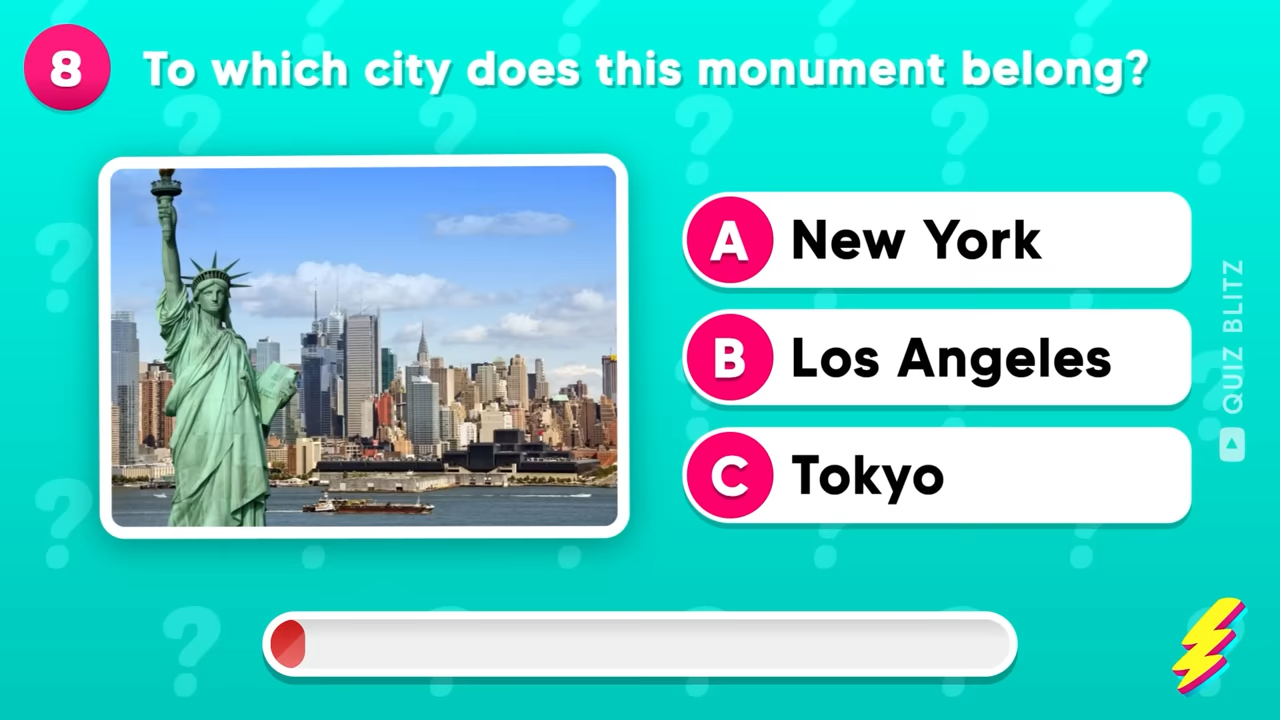 8
To which city does this monument belong?
A New York
B Los Angeles
C Tokyo
QUIZ BLITZ